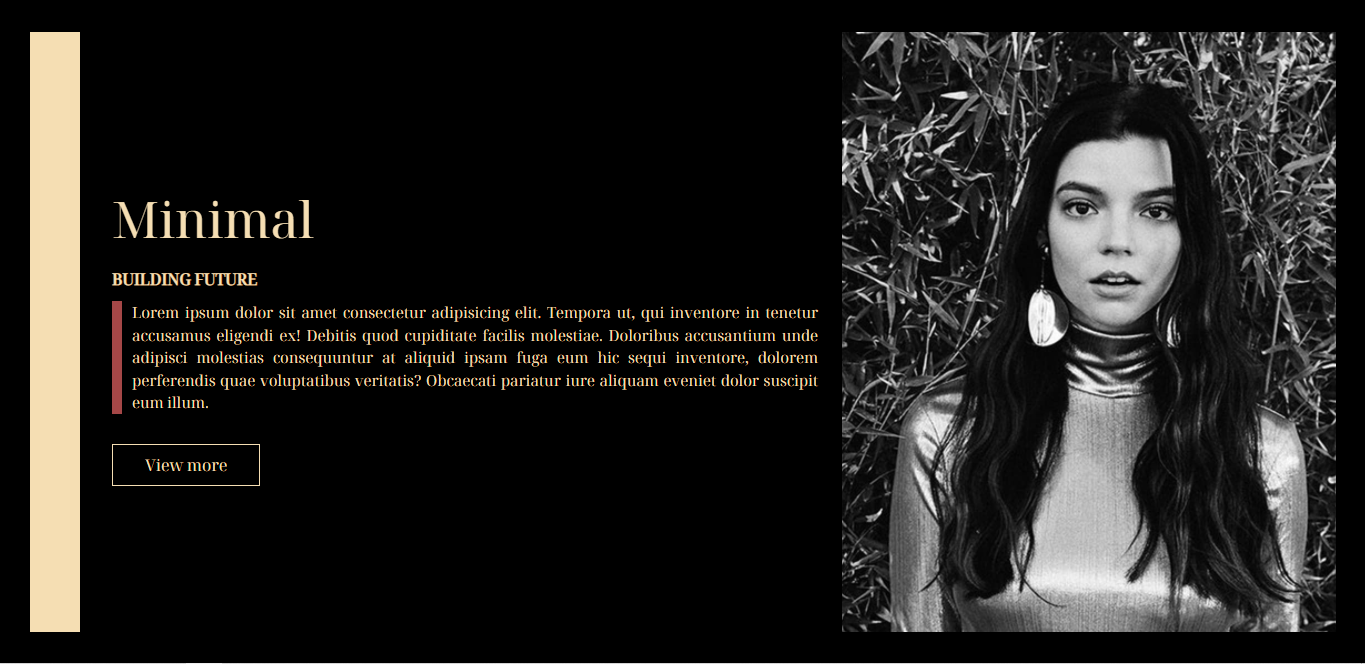 Minimal
BUILDING FUTURE
Lorem ipsum dolor sit amet consectetur adipisicing elit. Tempora ut, qui inventore in tenetur
accusamus eligendi ex! Debitis quod cupiditate facilis molestiae. Doloribus accusantium unde
adipisci molestias consequuntur at aliquid ipsam fuga eum hic sequi inventore, dolorem
perferendis quae voluptatibus veritatis? Obcaecati pariatur iure aliquam eveniet dolor suscipit
eum illum.
View more